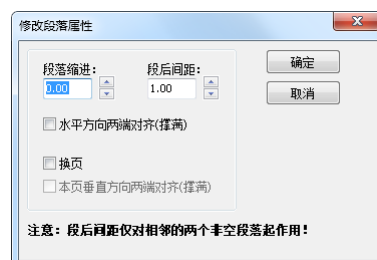 修改段落属性
段落缩进： 段后间距： 确定
0.00 1.00
取消
水平方向两端对齐(撑满)
换页
本页垂直方向两端对齐(撑满)
注意：段后间距仅对相邻的两个非空段落起作用！